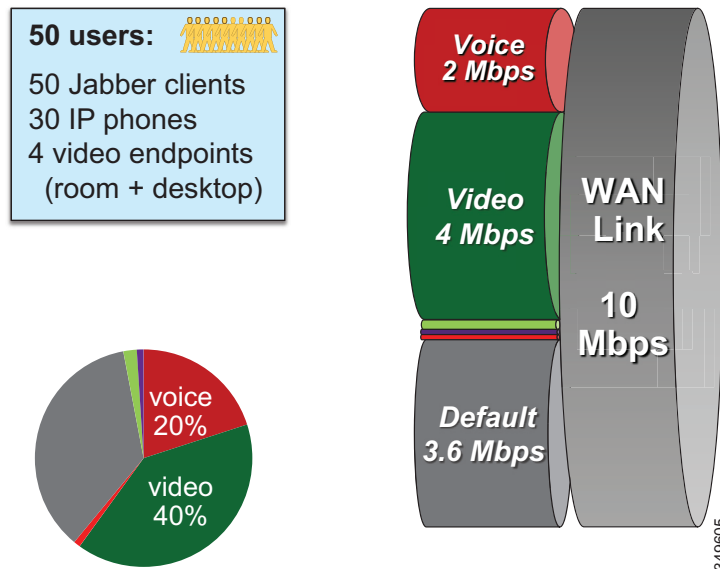 50 users:
50 Jabber clients
30 IP phones
4 video endpoints
(room + desktop)
Voice
2 Mbps
Video
4 Mbps
Default
3.6 Mbps
WAN
Link
10
Mbps
voice
20%
video
40%